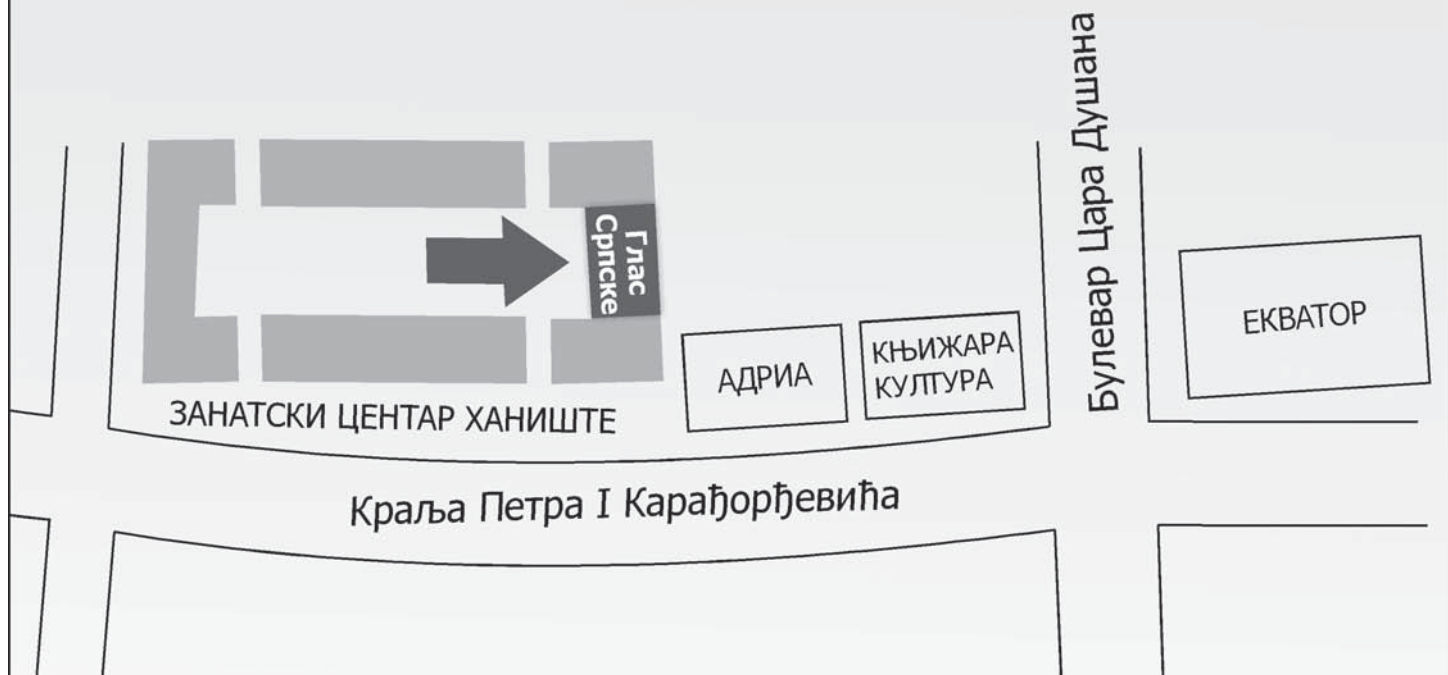 Булевар Цара Душана
Глас
Српске
ЕКВАТОР
АДРИА
КЊИЖАРА
КУЛТУРА
ЗАНАТСКИ ЦЕНТАР ХАНИШТЕ
Краља Петра I Карађорђевића